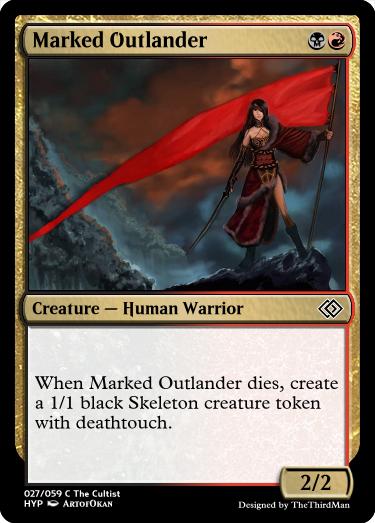 Marked Outlander
Creature — Human Warrior
When Marked Outlander dies, create
a 1/1 black Skeleton creature token
with deathtouch.
2/2
027/059 C The Cultist
HYP ArtofOkan
Designed by TheThirdMan